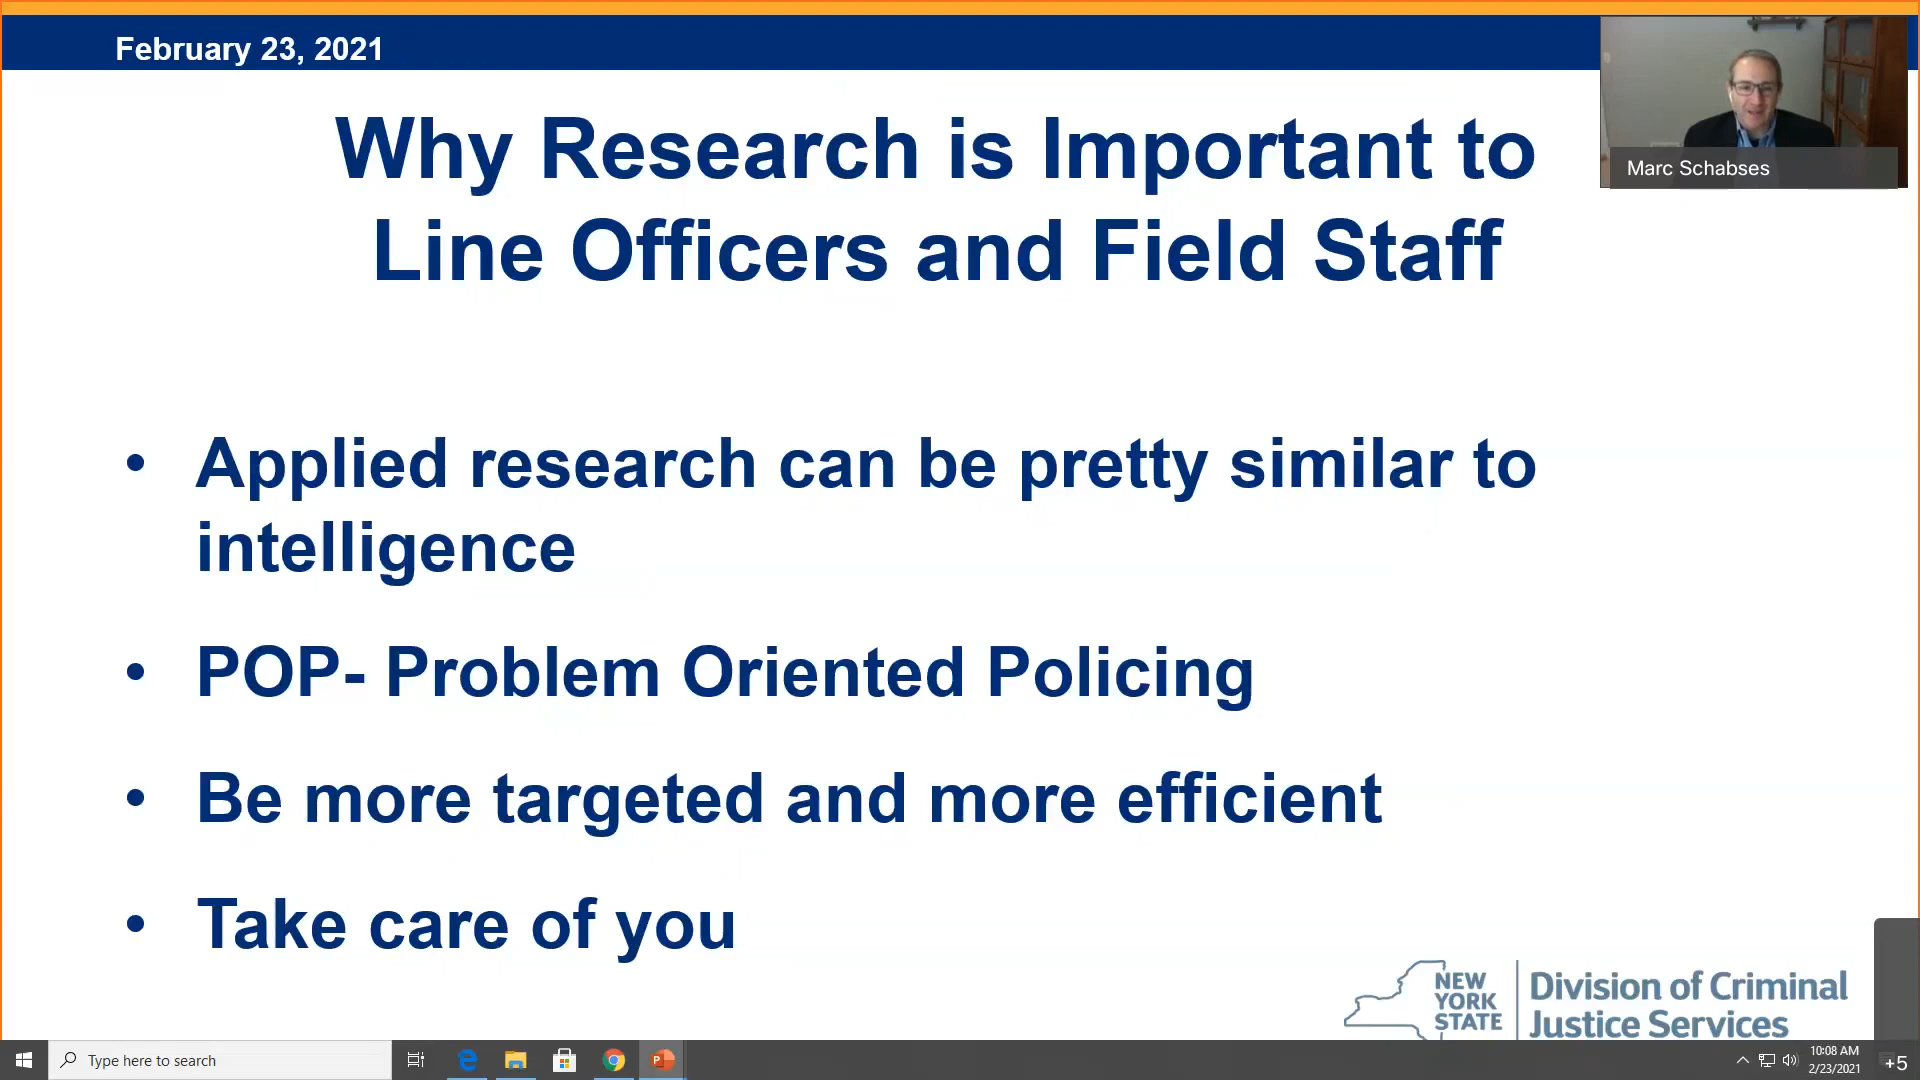 February 23, 2021
Marc Schabses
Why Research is Important to
Line Officers and Field Staff
• Applied research can be pretty similar to
intelligence
• POP- Problem Oriented Policing
• Be more targeted and more efficient
• Take care of you
NEW
YORK
STATE
Division of Criminal
Justice Services
Type here to search
10:08 AM
2/23/2021
+5